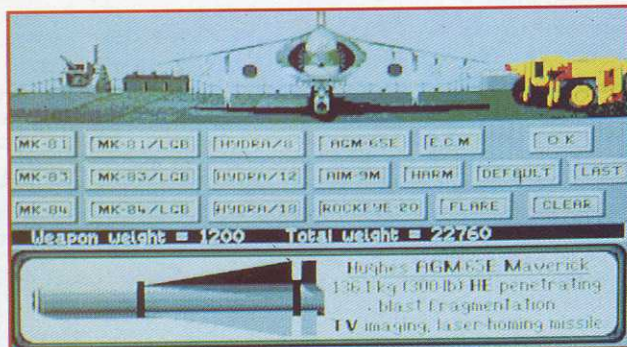 MK-81 MK-81/LGB HYDRA/8 AGM-65E E.C.M O.K
MK-83 MK-83/LGB HYDRA/12 AIM-9M HARM DEFAULT LAST
MK-84 MK-84/LGB HYDRA/18 ROCKEYE 20 FLARE CLEAR
Weapon weight = 1200 Total weight = 22760
Hughes AGM 65E Maverick
136.1 kg (300 lb) HE penetrating
blast fragmentation
TV imaging, laser-homing missile